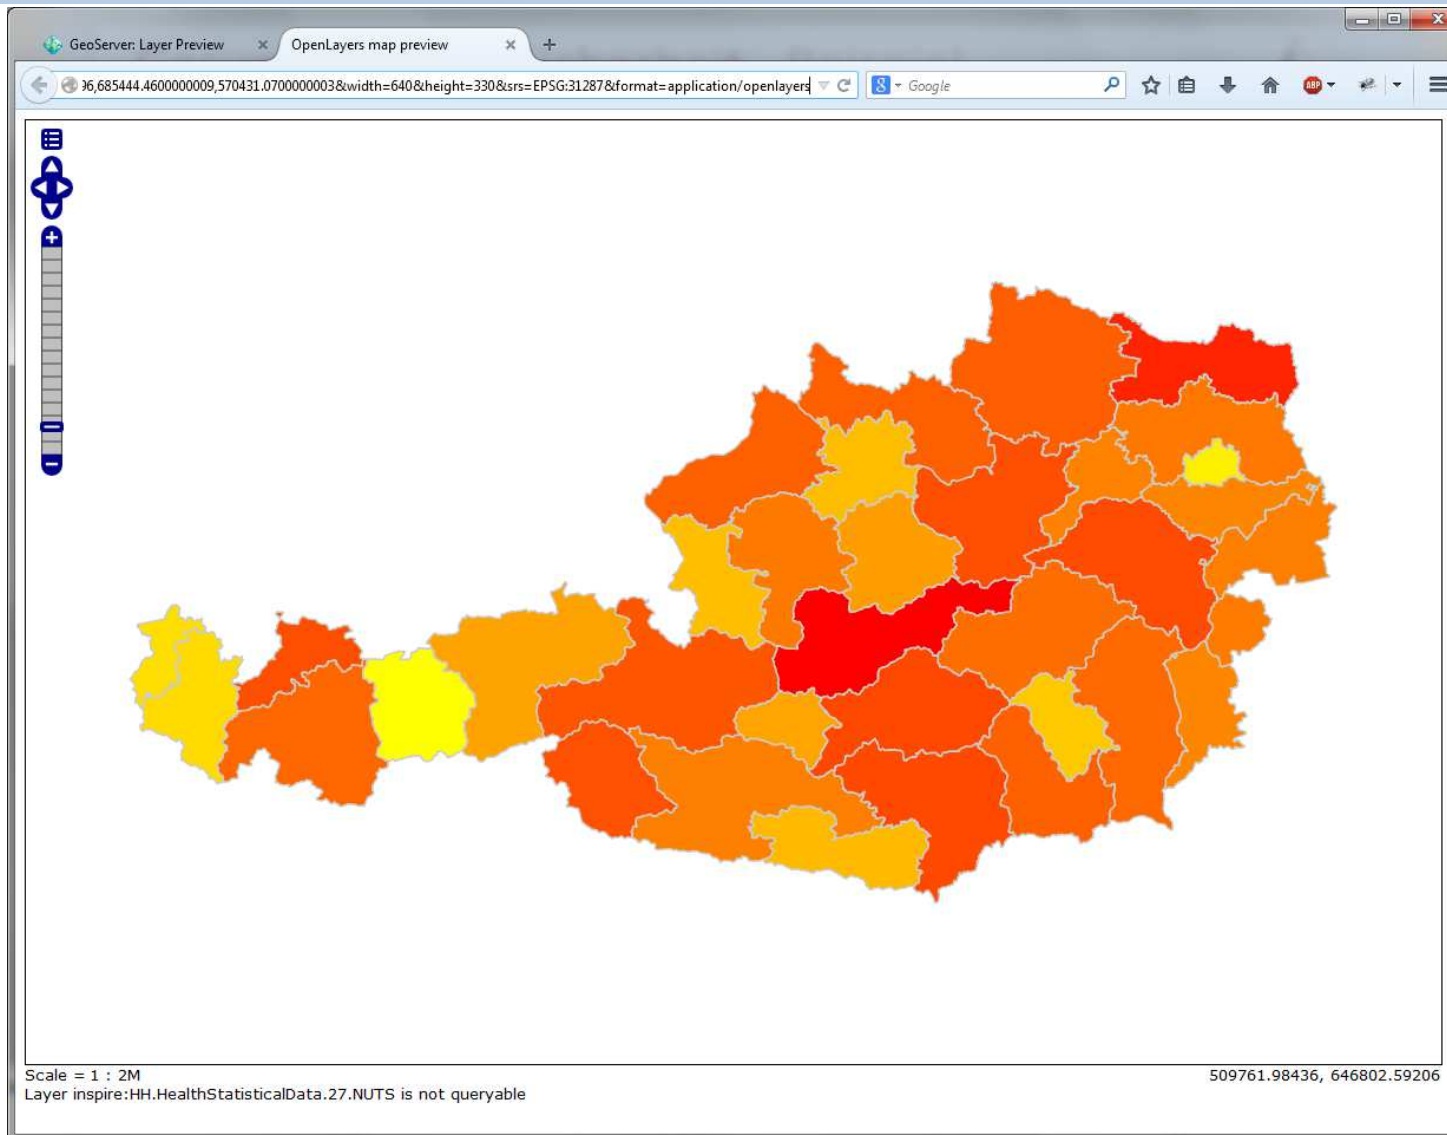 GeoServer: Layer Preview
OpenLayers map preview
96,685444.4600000009,570431.0700000003&width=640&height=330&srs=EPSG:31287&format=application/openlayers
8
Google
ABP
Scale = 1 : 2M
509761.98436, 646802.59206
Layer inspire:HH.HealthStatisticalData.27.NUTS is not queryable